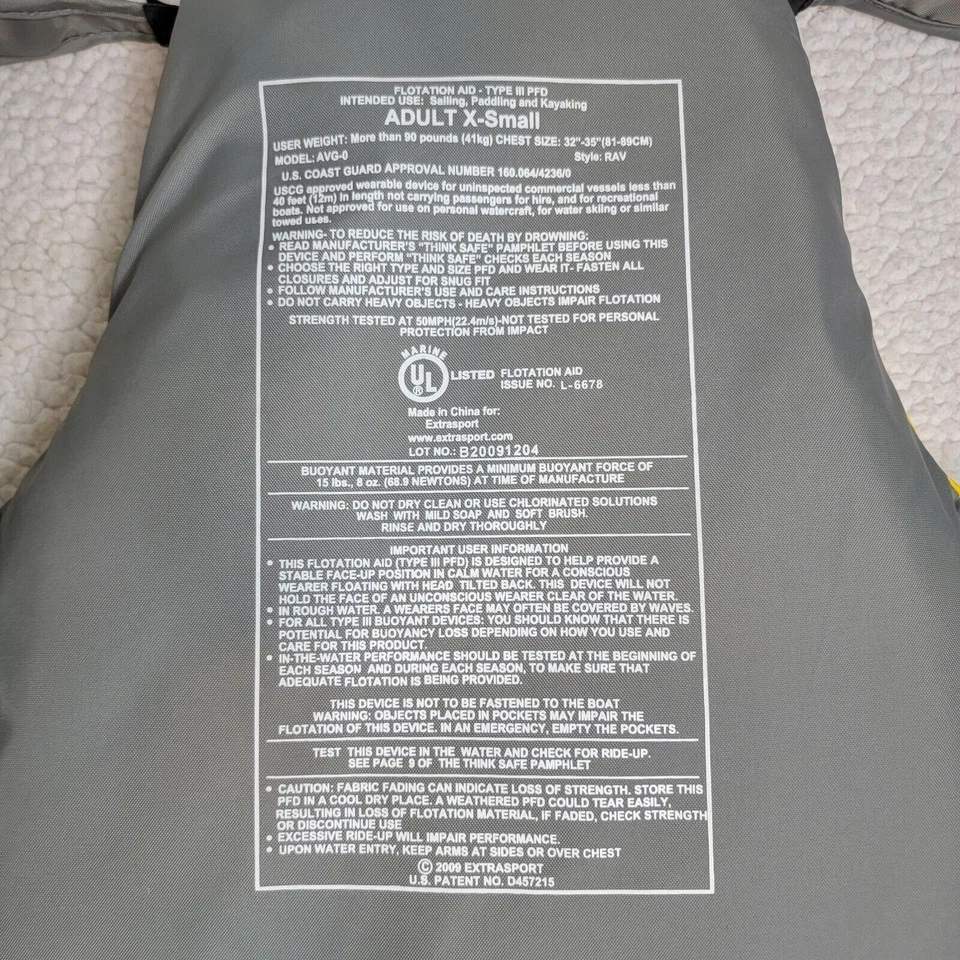 FLOTATION AID - TYPE III PFD
INTENDED USE: Sailing, Paddling and Kayaking
ADULT X-Small
USER WEIGHT: More than 90 pounds (41kg) CHEST SIZE: 32"-35"(81-89CM)
MODEL: AVG-0 Style: RAV
U.S. COAST GUARD APPROVAL NUMBER 160.064/4236/0
USCG approved wearable device for uninspected commercial vessels less than
40 feet (12m) in length not carrying passengers for hire, and for recreational
boats. Not approved for use on personal watercraft, for water skiing or similar
towed uses.
WARNING- TO REDUCE THE RISK OF DEATH BY DROWNING:
• READ MANUFACTURER'S "THINK SAFE" PAMPHLET BEFORE USING THIS
DEVICE AND PERFORM "THINK SAFE" CHECKS EACH SEASON
• CHOOSE THE RIGHT TYPE AND SIZE PFD AND WEAR IT- FASTEN ALL
CLOSURES AND ADJUST FOR SNUG FIT
• FOLLOW MANUFACTURER'S USE AND CARE INSTRUCTIONS
• DO NOT CARRY HEAVY OBJECTS - HEAVY OBJECTS IMPAIR FLOTATION
STRENGTH TESTED AT 50MPH(22.4m/s)-NOT TESTED FOR PERSONAL
PROTECTION FROM IMPACT
MARINE
UL ®
LISTED FLOTATION AID
ISSUE NO. L-6678
Made in China for:
Extrasport
www.extrasport.com
LOT NO.: B20091204
BUOYANT MATERIAL PROVIDES A MINIMUM BUOYANT FORCE OF
15 lbs., 8 oz. (68.9 NEWTONS) AT TIME OF MANUFACTURE
WARNING: DO NOT DRY CLEAN OR USE CHLORINATED SOLUTIONS
WASH WITH MILD SOAP AND SOFT BRUSH.
RINSE AND DRY THOROUGHLY
IMPORTANT USER INFORMATION
• THIS FLOTATION AID (TYPE III PFD) IS DESIGNED TO HELP PROVIDE A
STABLE FACE-UP POSITION IN CALM WATER FOR A CONSCIOUS
WEARER FLOATING WITH HEAD TILTED BACK. THIS DEVICE WILL NOT
HOLD THE FACE OF AN UNCONSCIOUS WEARER CLEAR OF THE WATER.
• IN ROUGH WATER. A WEARERS FACE MAY OFTEN BE COVERED BY WAVES.
• FOR ALL TYPE III BUOYANT DEVICES: YOU SHOULD KNOW THAT THERE IS
POTENTIAL FOR BUOYANCY LOSS DEPENDING ON HOW YOU USE AND
CARE FOR THIS PRODUCT.
• IN-THE-WATER PERFORMANCE SHOULD BE TESTED AT THE BEGINNING OF
EACH SEASON AND DURING EACH SEASON, TO MAKE SURE THAT
ADEQUATE FLOTATION IS BEING PROVIDED.
THIS DEVICE IS NOT TO BE FASTENED TO THE BOAT
WARNING: OBJECTS PLACED IN POCKETS MAY IMPAIR THE
FLOTATION OF THIS DEVICE. IN AN EMERGENCY, EMPTY THE POCKETS.
TEST THIS DEVICE IN THE WATER AND CHECK FOR RIDE-UP.
SEE PAGE 9 OF THE THINK SAFE PAMPHLET
• CAUTION: FABRIC FADING CAN INDICATE LOSS OF STRENGTH. STORE THIS
PFD IN A COOL DRY PLACE. A WEATHERED PFD COULD TEAR EASILY,
RESULTING IN LOSS OF FLOTATION MATERIAL, IF FADED, CHECK STRENGTH
OR DISCONTINUE USE
• EXCESSIVE RIDE-UP WILL IMPAIR PERFORMANCE.
• UPON WATER ENTRY, KEEP ARMS AT SIDES OR OVER CHEST
© 2009 EXTRASPORT
U.S. PATENT NO. D457215